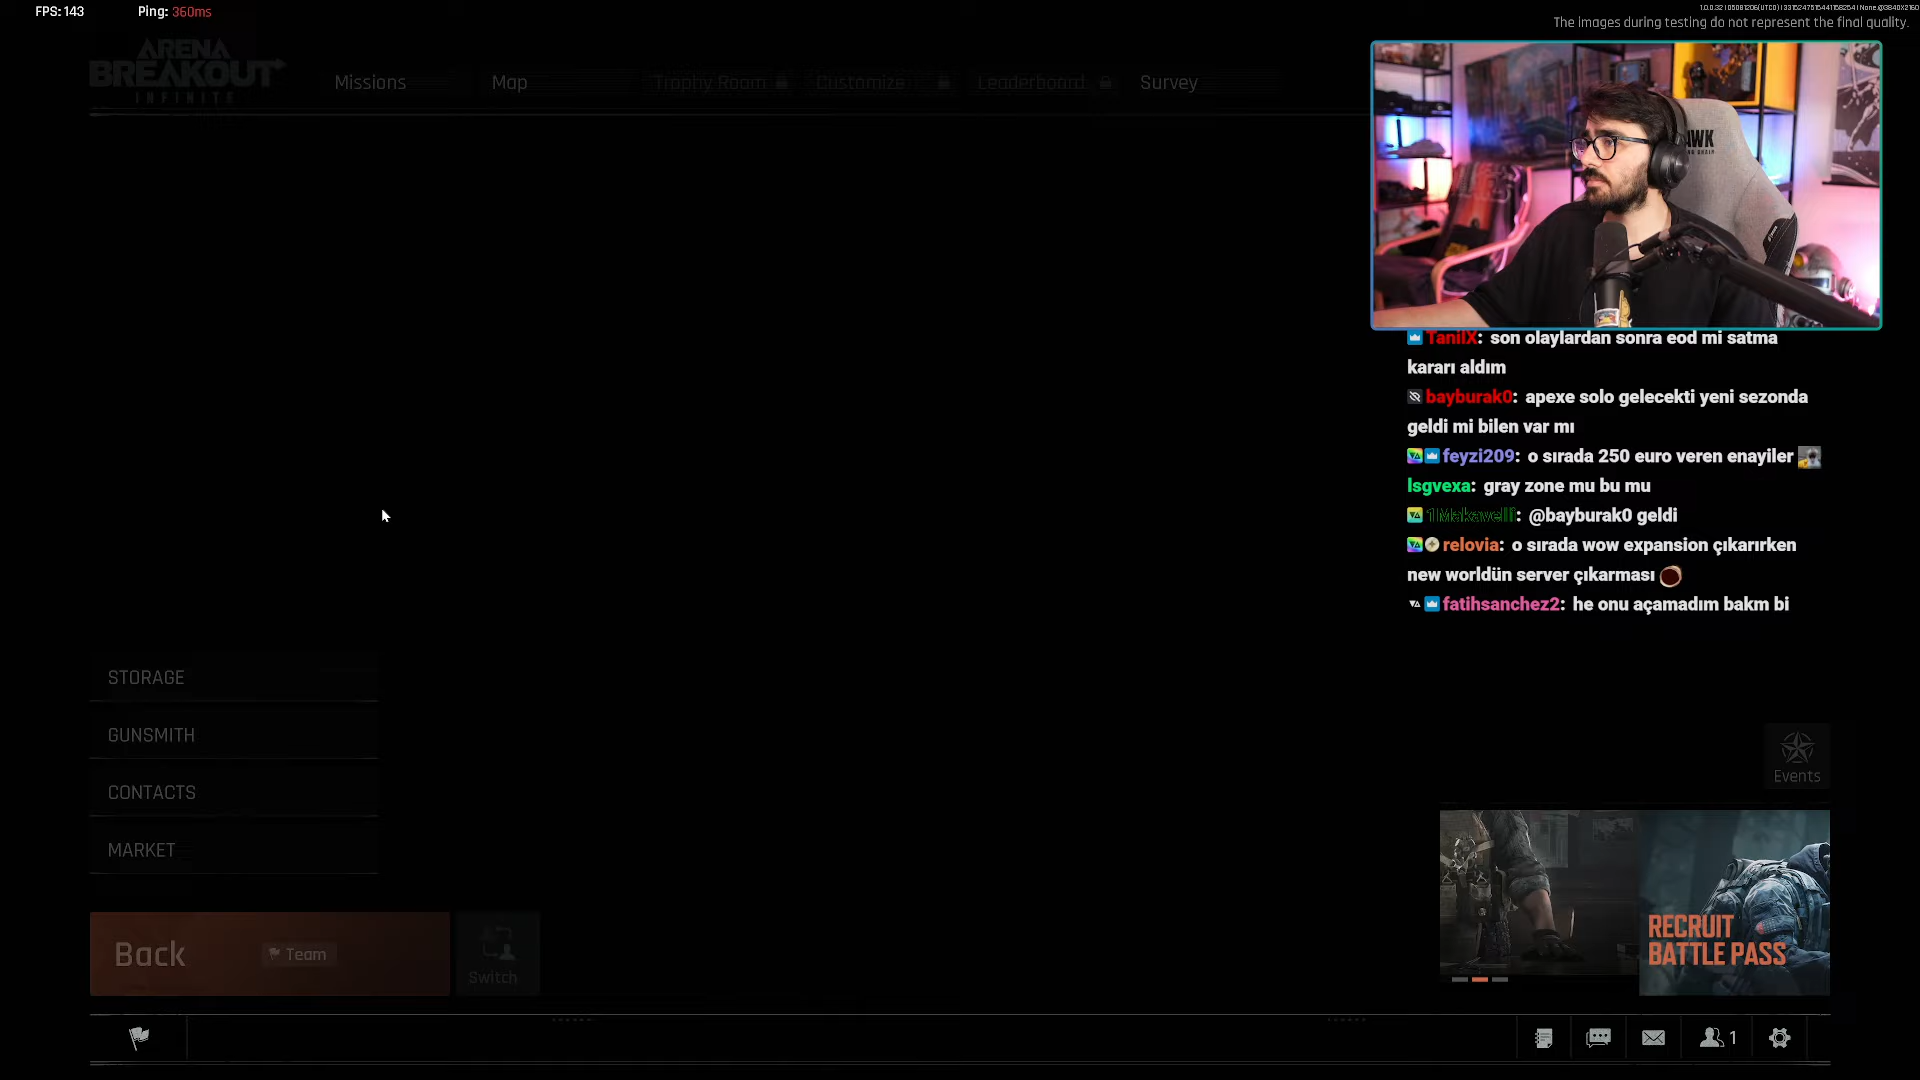 FPS: 143
Ping: 360ms
The images during testing do not represent the final quality.
ARENA
BREAKOUT
INFINITE
Missions
Map
Trophy Room
Customize
Leaderboard
Survey
TanilX: son olaylardan sonra eod mi satma
kararı aldım
bayburak0: apexe solo gelecekti yeni sezonda
geldi mi bilen var mı
feyzi209: o sırada 250 euro veren enayiler
lsgvexa: gray zone mu bu mu
1Makavelli: @bayburak0 geldi
relovia: o sırada wow expansion çıkarırken
new worldün server çıkarması
fatihsanchez2: he onu açamadım bakm bi
STORAGE
GUNSMITH
CONTACTS
MARKET
Events
RECRUIT
BATTLE PASS
Back
Team
Switch
1